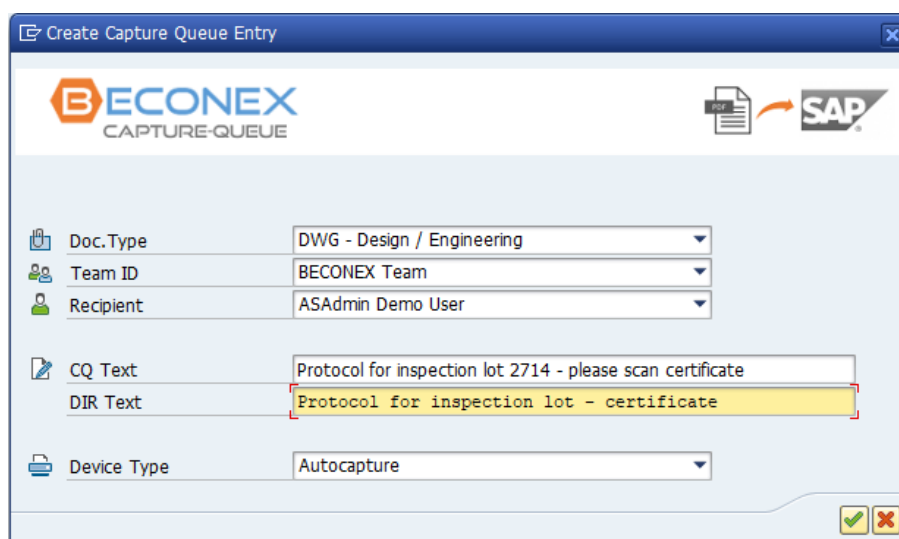 Create Capture Queue Entry
BECONEX
CAPTURE-QUEUE
PDF
SAP
Doc.Type DWG - Design / Engineering
Team ID BECONEX Team
Recipient ASAdmin Demo User
CQ Text Protocol for inspection lot 2714 - please scan certificate
DIR Text Protocol for inspection lot - certificate
Device Type Autocapture